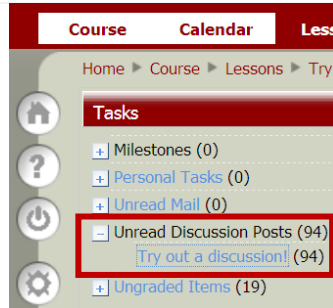 Course Calendar
Home ▶ Course ▶ Lessons ▶ Try
Tasks
+ Milestones (0)
+ Personal Tasks (0)
+ Unread Mail (0)
- Unread Discussion Posts (94)
Try out a discussion! (94)
+ Ungraded Items (19)